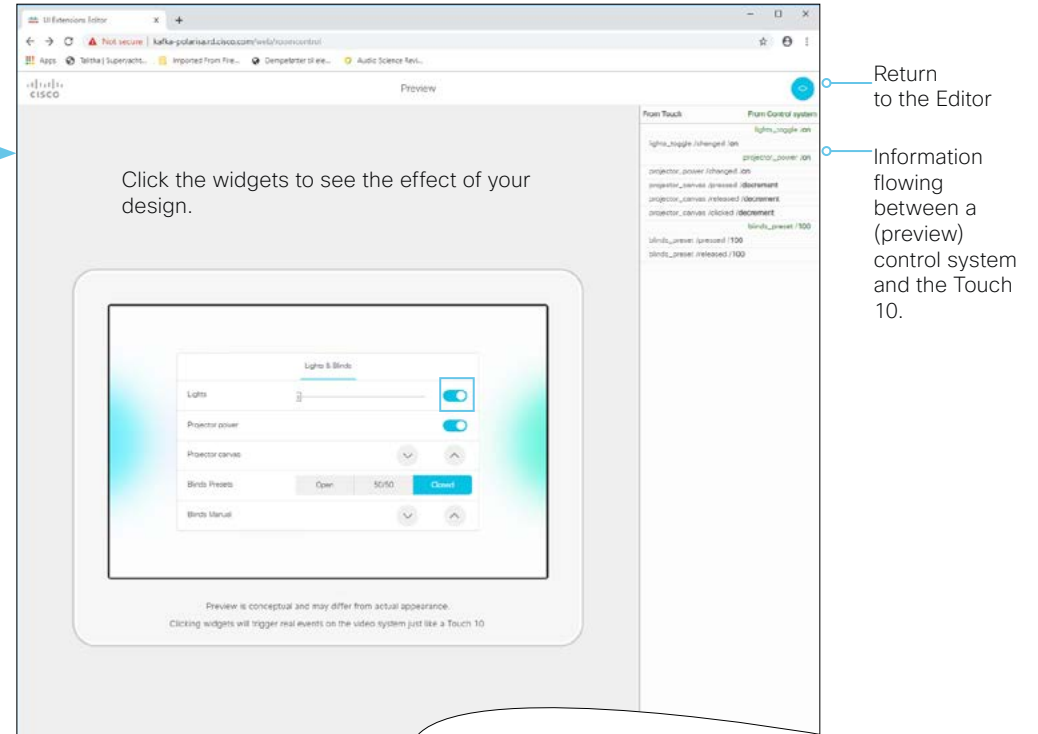 UI Extensions Editor
Not secure | kafka-polarisa.rd.cisco.com/web/roomcontrol
Apps Talitha | Superyacht... Imported From Fire... Dempeføtter til ele... Audio Science Revi...
CISCO
Preview
Return
to the Editor
From Touch From Control system
lights_toggle /on
lights_toggle /changed /on
projector_power /on
projector_power /changed /on
projector_canvas /pressed /decrement
projector_canvas /released /decrement
projector_canvas /clicked /decrement
blinds_preset /100
blinds_preset /pressed /100
blinds_preset /released /100
Information
flowing
between a
(preview)
control system
and the Touch
10.
Click the widgets to see the effect of your
design.
Lights & Blinds
Lights
Projector power
Projector canvas
Blinds Presets Open 50/50 Closed
Blinds Manual
Preview is conceptual and may differ from actual appearance.
Clicking widgets will trigger real events on the video system just like a Touch 10